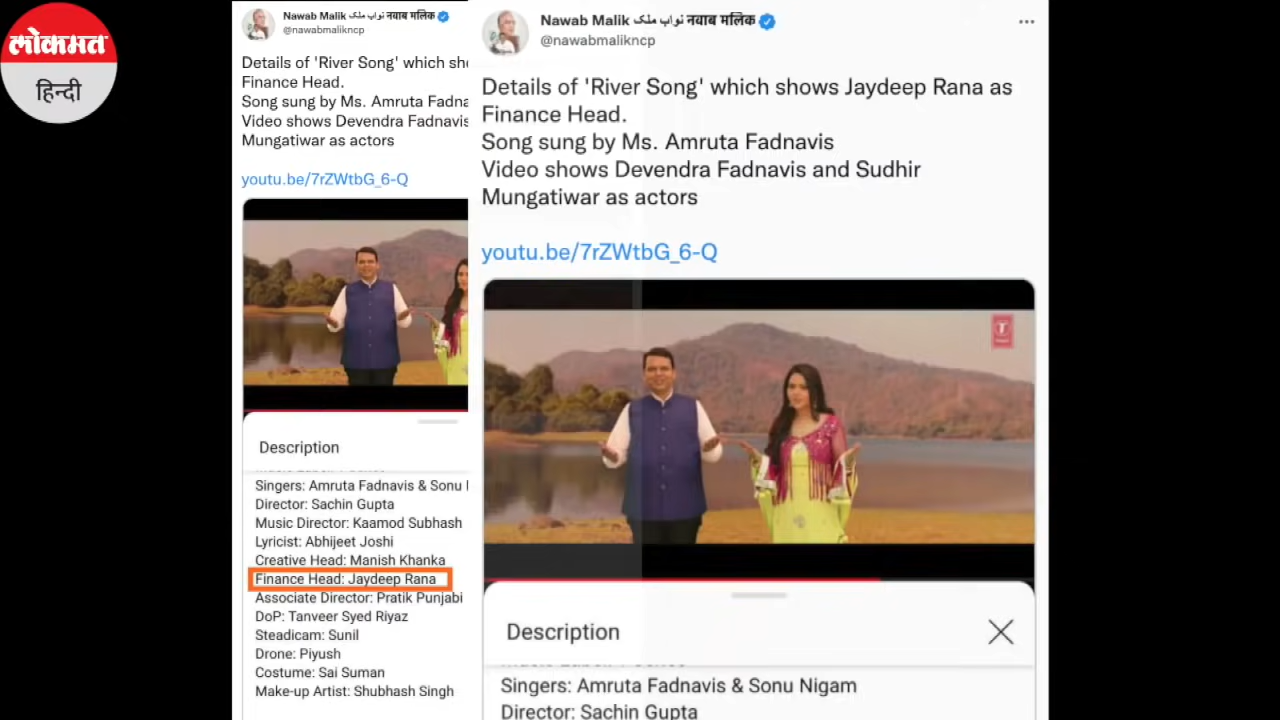 लोकमत
हिन्दी
Nawab Malik نواب ملک नवाब मलिक
@nawabmalikncp
Details of 'River Song' which sh
Finance Head.
Song sung by Ms. Amruta Fadna
Video shows Devendra Fadnavis
Mungatiwar as actors
youtu.be/7rZWtbG_6-Q
Description
Singers: Amruta Fadnavis & Sonu
Director: Sachin Gupta
Music Director: Kaamod Subhash
Lyricist: Abhijeet Joshi
Creative Head: Manish Khanka
Finance Head: Jaydeep Rana
Associate Director: Pratik Punjabi
DoP: Tanveer Syed Riyaz
Steadicam: Sunil
Drone: Piyush
Costume: Sai Suman
Make-up Artist: Shubhash Singh
Nawab Malik نواب ملک नवाब मलिक
@nawabmalikncp
Details of 'River Song' which shows Jaydeep Rana as
Finance Head.
Song sung by Ms. Amruta Fadnavis
Video shows Devendra Fadnavis and Sudhir
Mungatiwar as actors
youtu.be/7rZWtbG_6-Q
Description
Singers: Amruta Fadnavis & Sonu Nigam
Director: Sachin Gupta